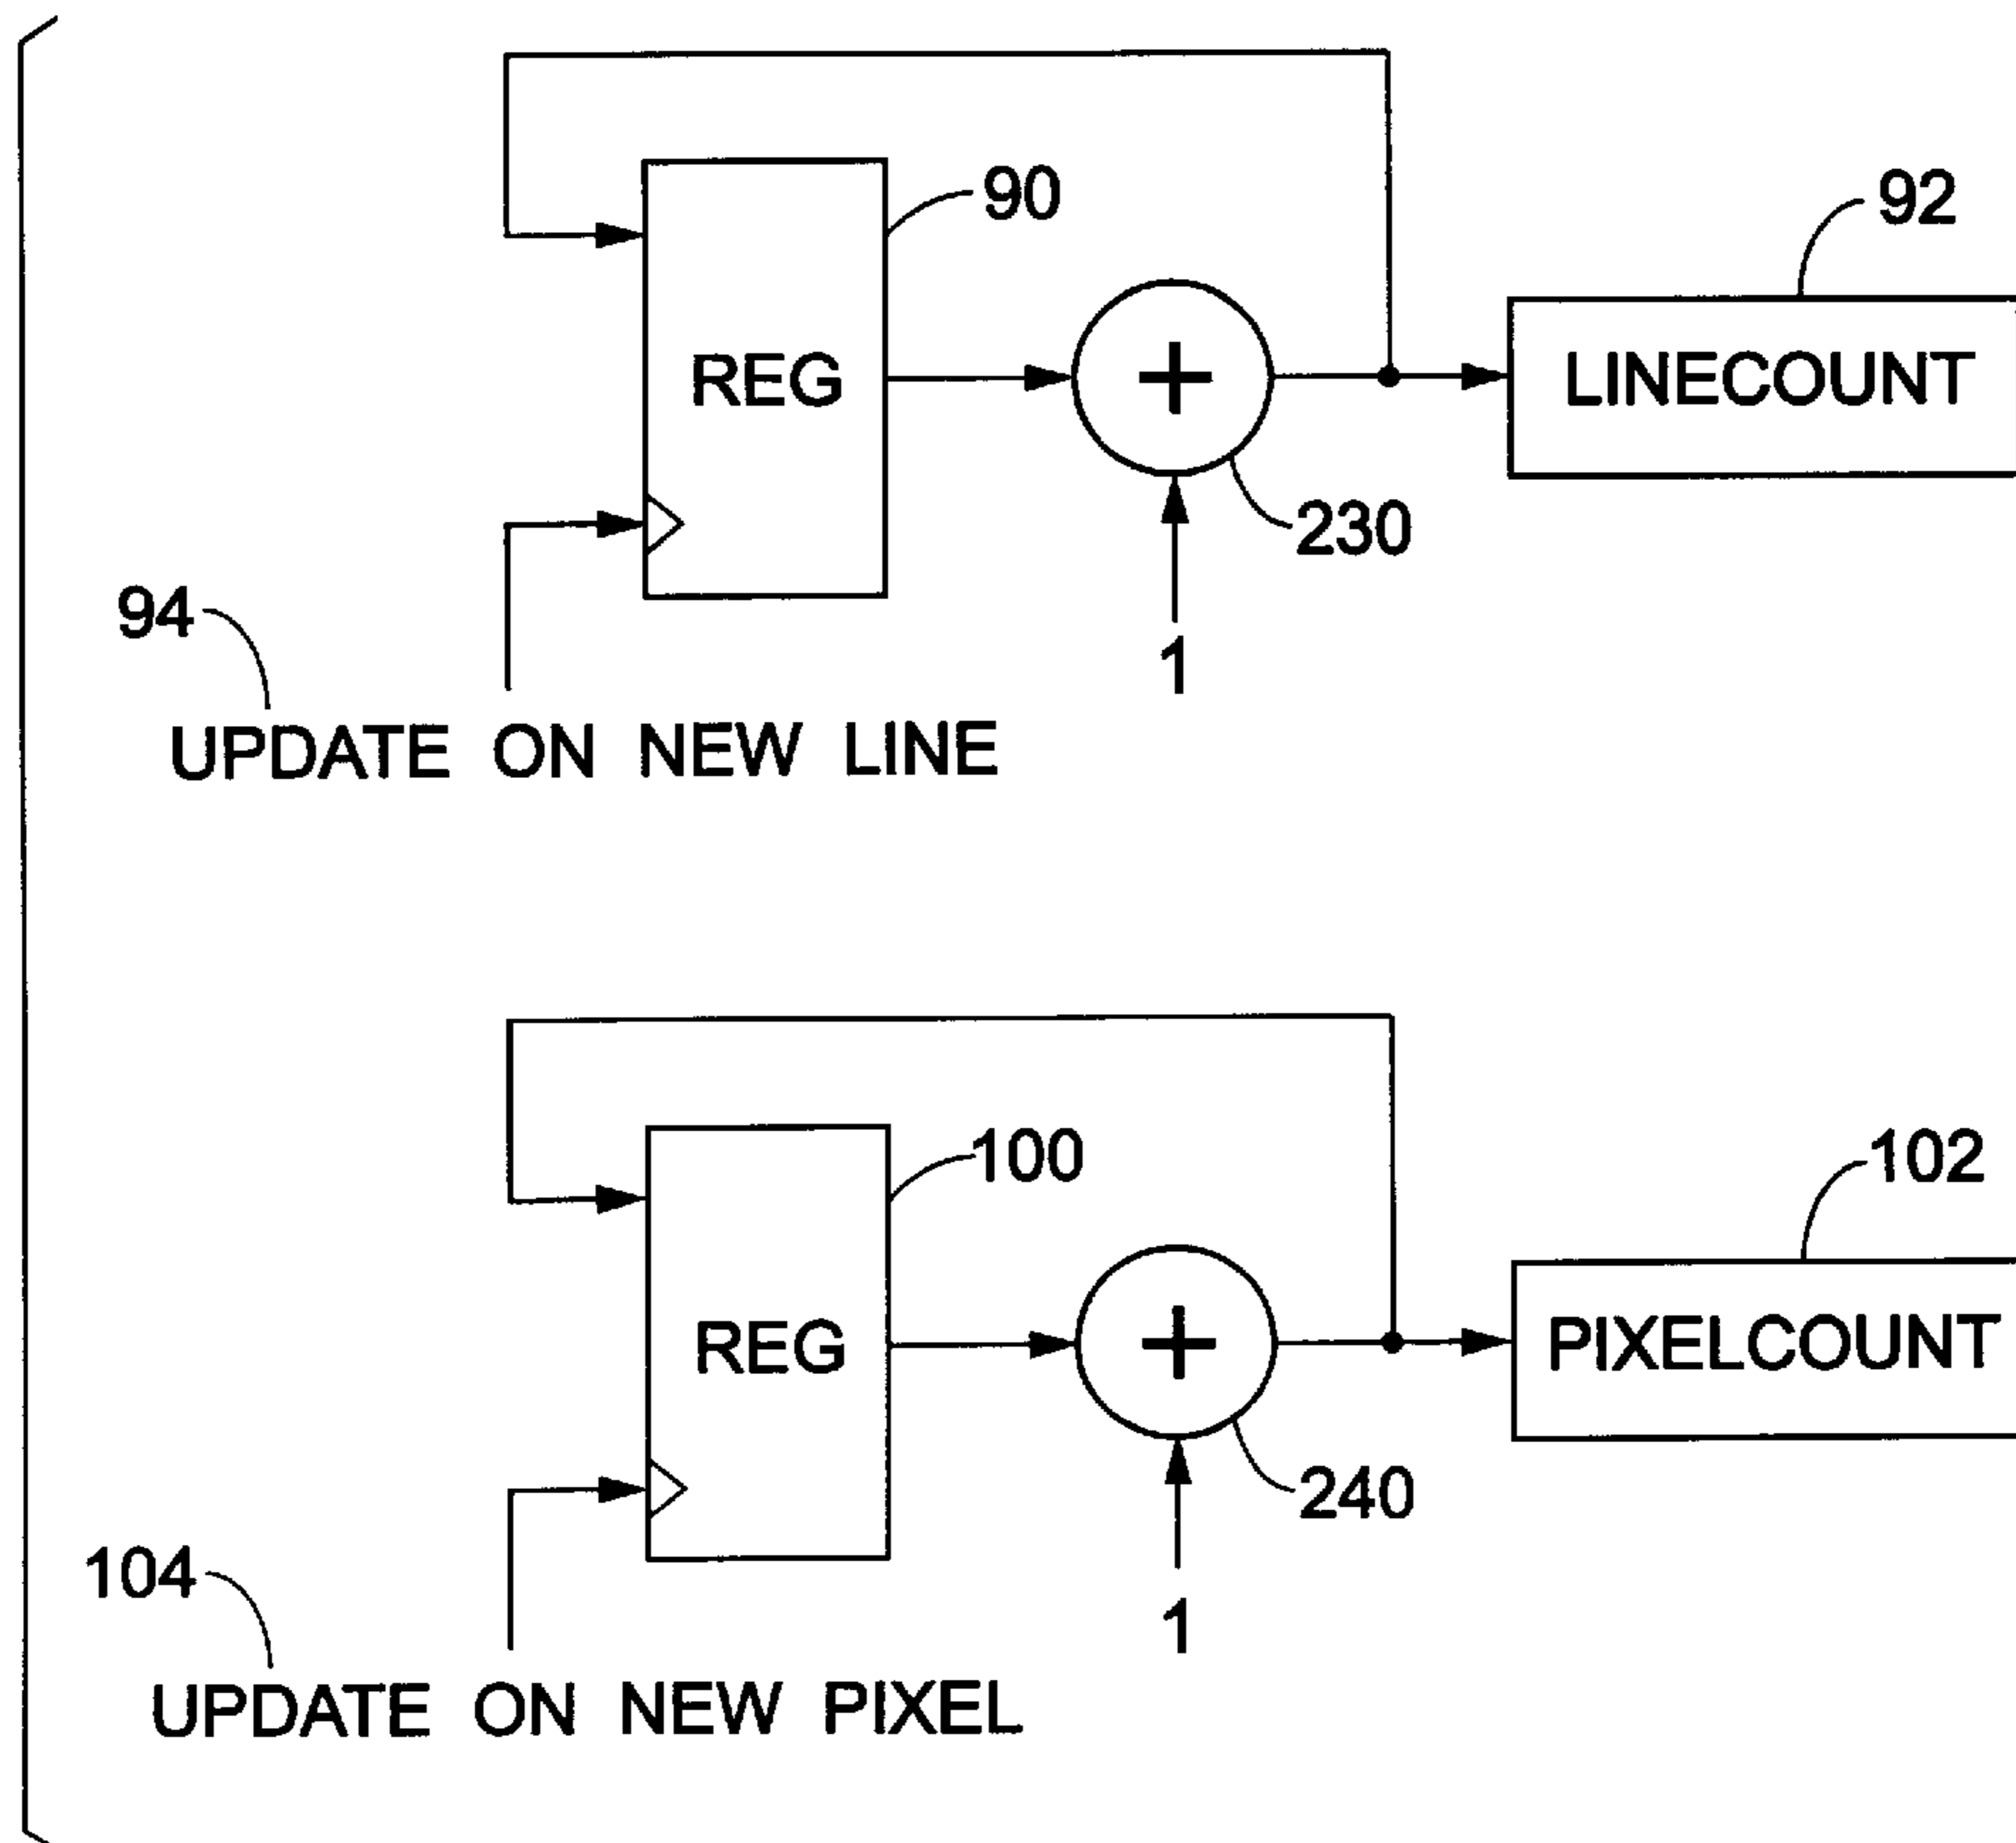 90
92
REG
+
LINECOUNT
230
94
1
UPDATE ON NEW LINE
100
102
REG
+
PIXELCOUNT
240
104
1
UPDATE ON NEW PIXEL